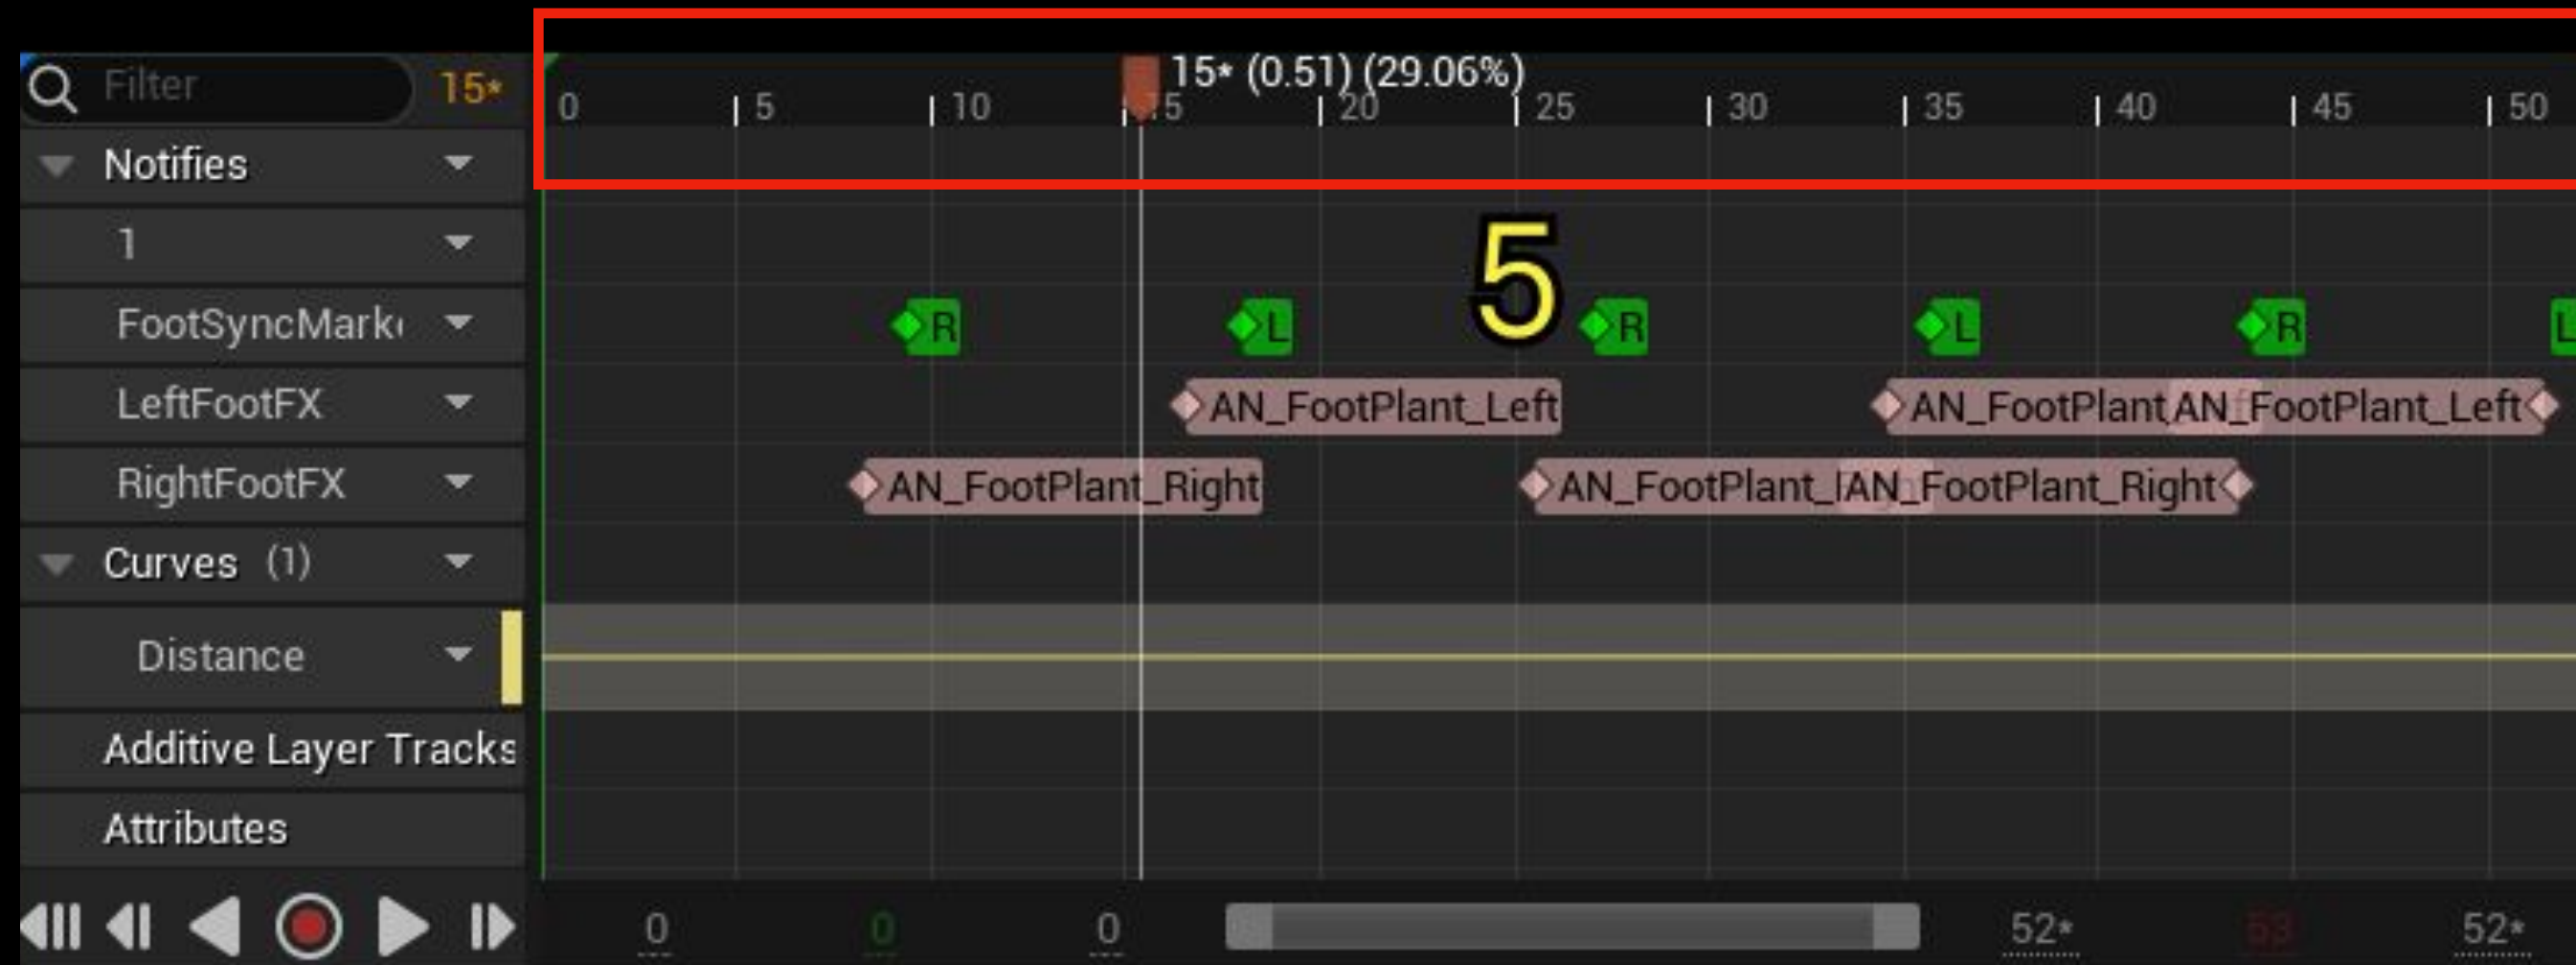 Filter 15*
15* (0.51) (29.06%)
0 5 10 15 20 25 30 35 40 45 50
Notifies
1
5
FootSyncMark
R L R L R L
LeftFootFX
AN_FootPlant_Left AN_FootPlant AN_FootPlant_Left
RightFootFX
AN_FootPlant_Right AN_FootPlant_ AN_FootPlant_Right
Curves (1)
Distance
Additive Layer Tracks
Attributes
0 0 0 52* 53 52*